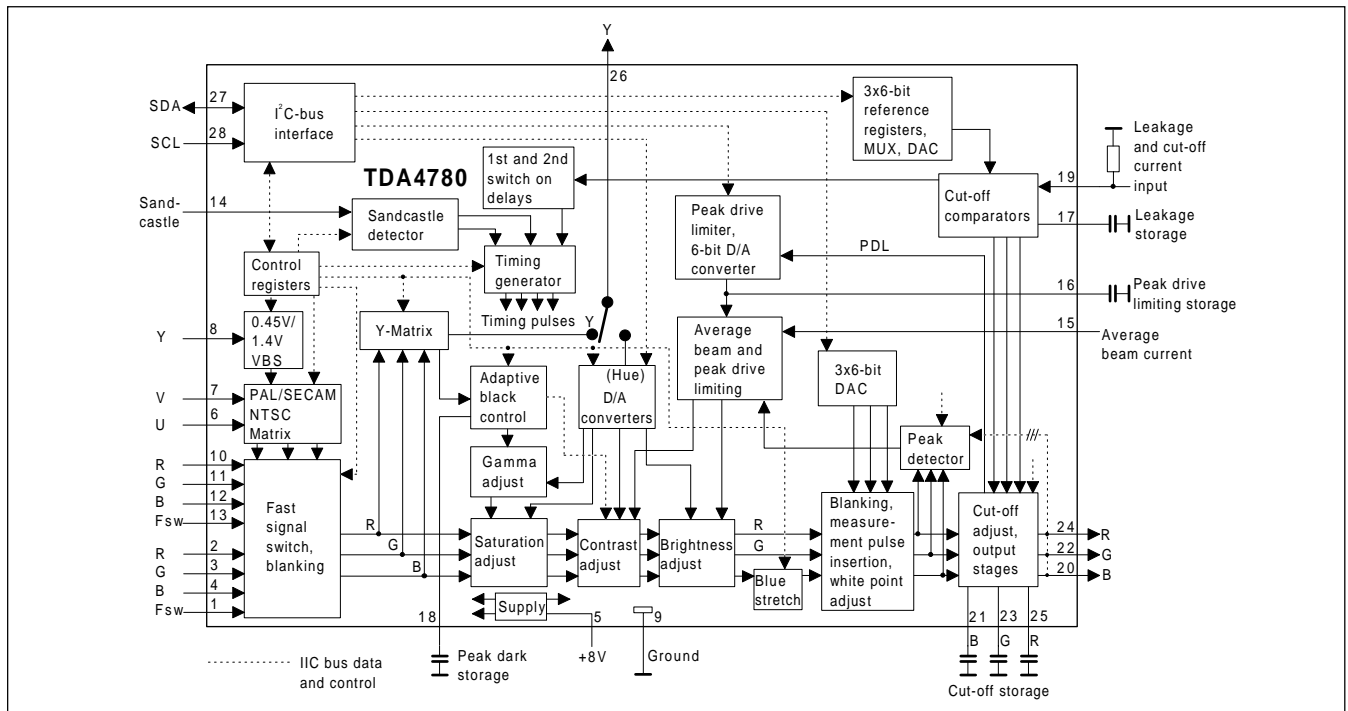 Y
26
SDA
27
I²C-bus
interface
SCL
28
3x6-bit
reference
registers,
MUX, DAC
Leakage
and cut-off
current
input
TDA4780
1st and 2nd
switch on
delays
19
Cut-off
comparators
17
Leakage
storage
Sand-
castle
14
Sandcastle
detector
Peak drive
limiter,
6-bit D/A
converter
PDL
Control
registers
Timing
generator
Timing pulses
16
Peak drive
limiting storage
15
Average
beam current
Y
8
0.45V/
1.4V
VBS
Y-Matrix
Y
Average
beam and
peak drive
limiting
3x6-bit
DAC
V
7
U
6
PAL/SECAM
NTSC
Matrix
Adaptive
black
control
(Hue)
D/A
converters
Peak
detector
Gamma
adjust
R
10
G
11
B
12
Fsw
13
R
2
G
3
B
4
Fsw
1
Fast
signal
switch,
blanking
R
G
B
Saturation
adjust
Contrast
adjust
Brightness
adjust
R
G
Blue
stretch
Blanking,
measure-
ment pulse
insertion,
white point
adjust
Cut-off
adjust,
output
stages
24
R
22
G
20
B
Supply
18
5
9
21
23
25
B
G
R
Peak dark
storage
+8V
Ground
Cut-off storage
IIC bus data
and control